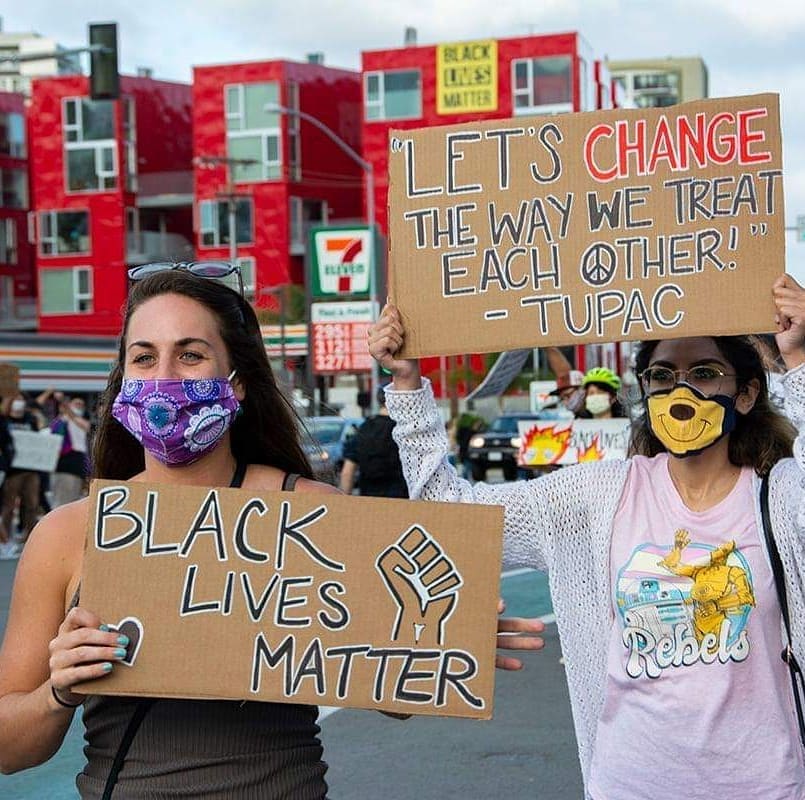 BLACK
LIVES
MATTER
"LET'S CHANGE
THE WAY WE TREAT
EACH OTHER!"
- TUPAC
7
ELEVEN
BLACK
LIVES
MATTER
Rebels